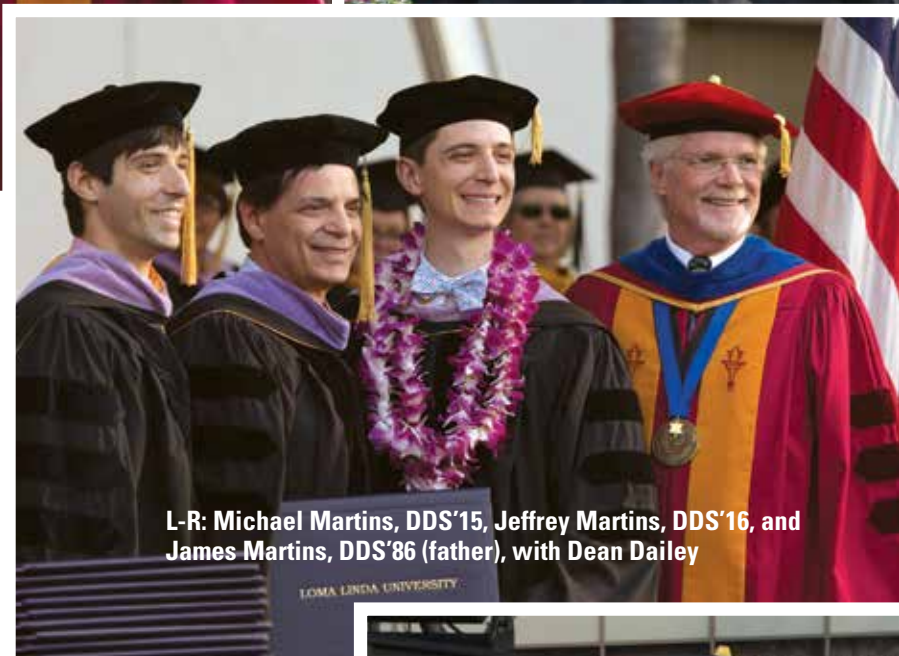 L-R: Michael Martins, DDS’15, Jeffrey Martins, DDS’16, and
James Martins, DDS’86 (father), with Dean Dailey
LOMA LINDA UNIVERSITY